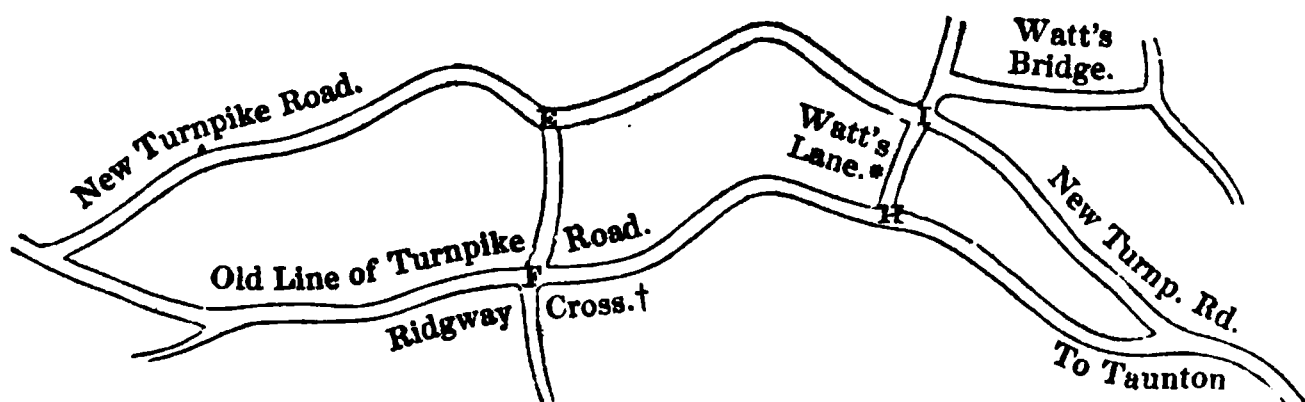 Watt's
Bridge.
New Turnpike Road.
E
I
Watt's
Lane.*
H
New Turnp. Rd.
Old Line of Turnpike Road.
F
Ridgway Cross.†
To Taunton